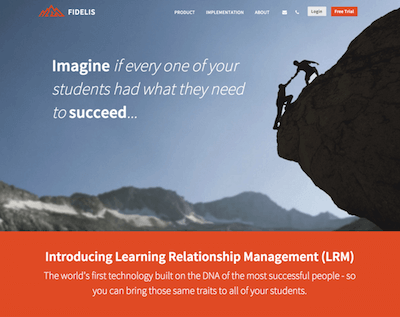 FIDELIS
PRODUCT IMPLEMENTATION ABOUT Login Free Trial
Imagine if every one of your
students had what they need
to succeed...
Introducing Learning Relationship Management (LRM)
The world's first technology built on the DNA of the most successful people - so
you can bring those same traits to all of your students.